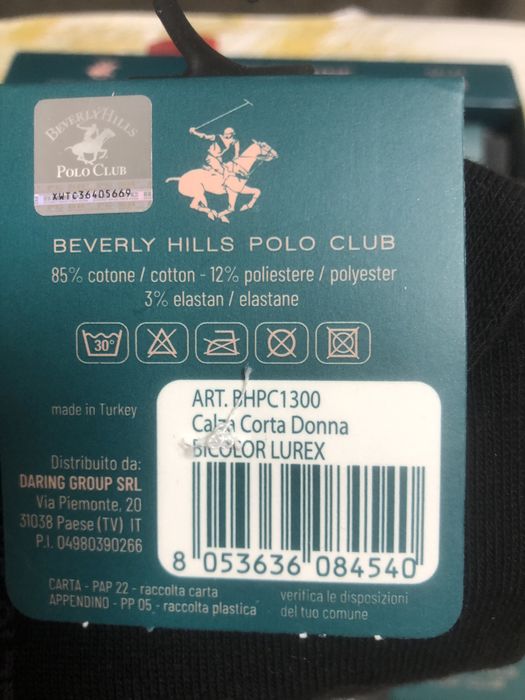 BEVERLY HILLS
POLO CLUB
XWTC36405669
BEVERLY HILLS POLO CLUB
85% cotone / cotton - 12% poliestere / polyester
3% elastan / elastane
30°
made in Turkey
ART. BHPC1300
Calza Corta Donna
BICOLOR LUREX
8 053636 084540
Distribuito da:
DARING GROUP SRL
Via Piemonte, 20
31038 Paese (TV) IT
P.I. 04980390266
CARTA - PAP 22 - raccolta carta
APPENDINO - PP 05 - raccolta plastica
verifica le disposizioni
del tuo comune